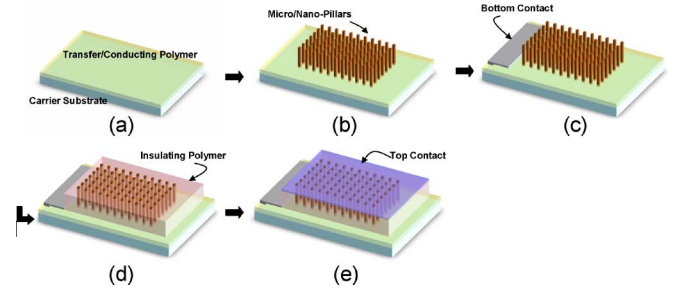 Micro/Nano-Pillars
Bottom Contact
Transfer/Conducting Polymer
Carrier Substrate
(a)
(b)
(c)
Insulating Polymer
Top Contact
(d)
(e)